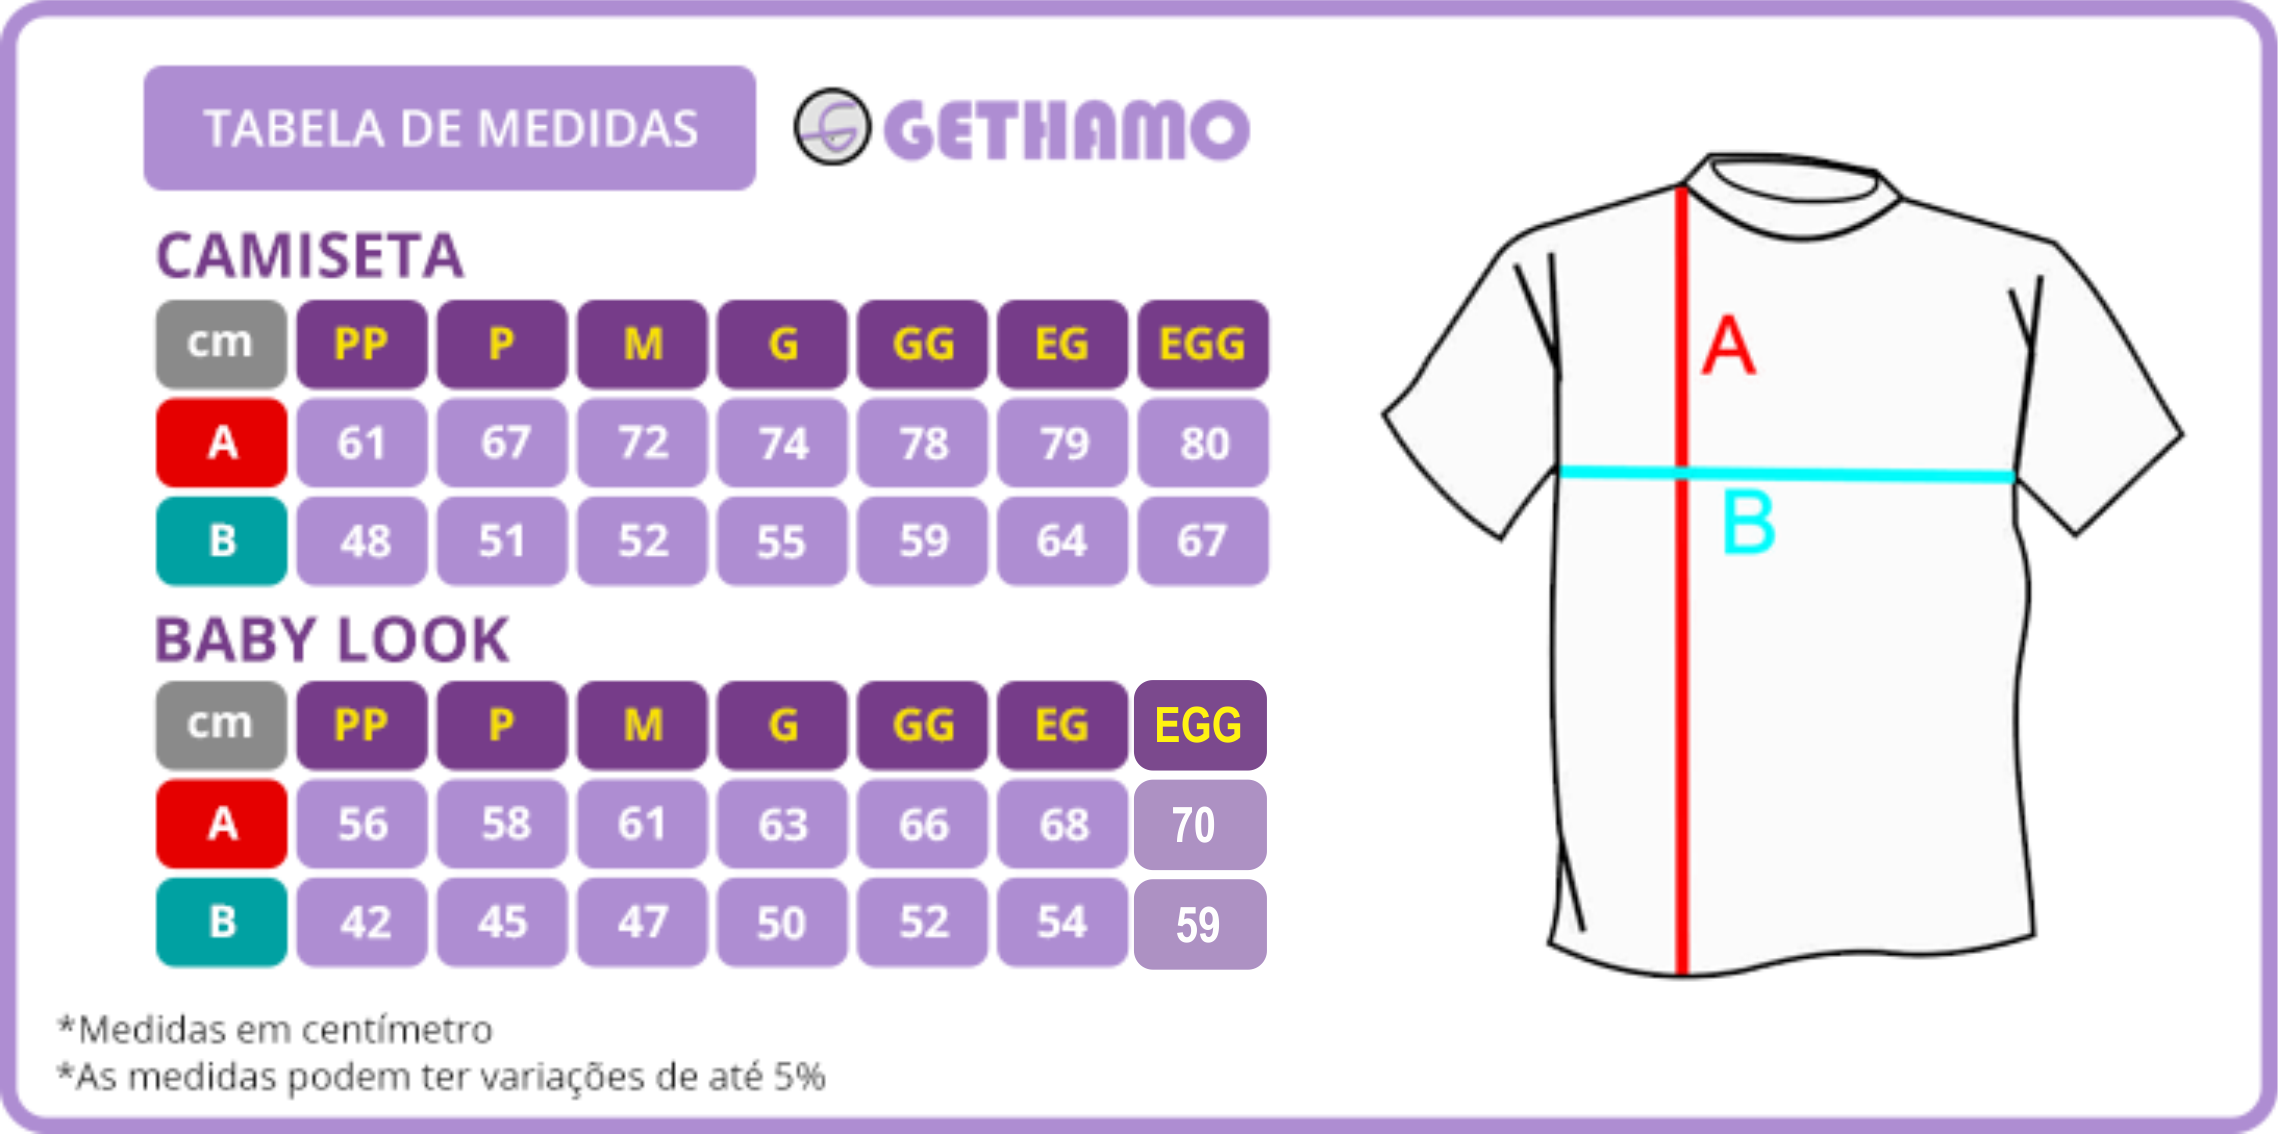 TABELA DE MEDIDAS
GETHAMO
CAMISETA
cm PP P M G GG EG EGG
A 61 67 72 74 78 79 80
B 48 51 52 55 59 64 67
BABY LOOK
cm PP P M G GG EG EGG
A 56 58 61 63 66 68 70
B 42 45 47 50 52 54 59
*Medidas em centímetro
*As medidas podem ter variações de até 5%
A
B